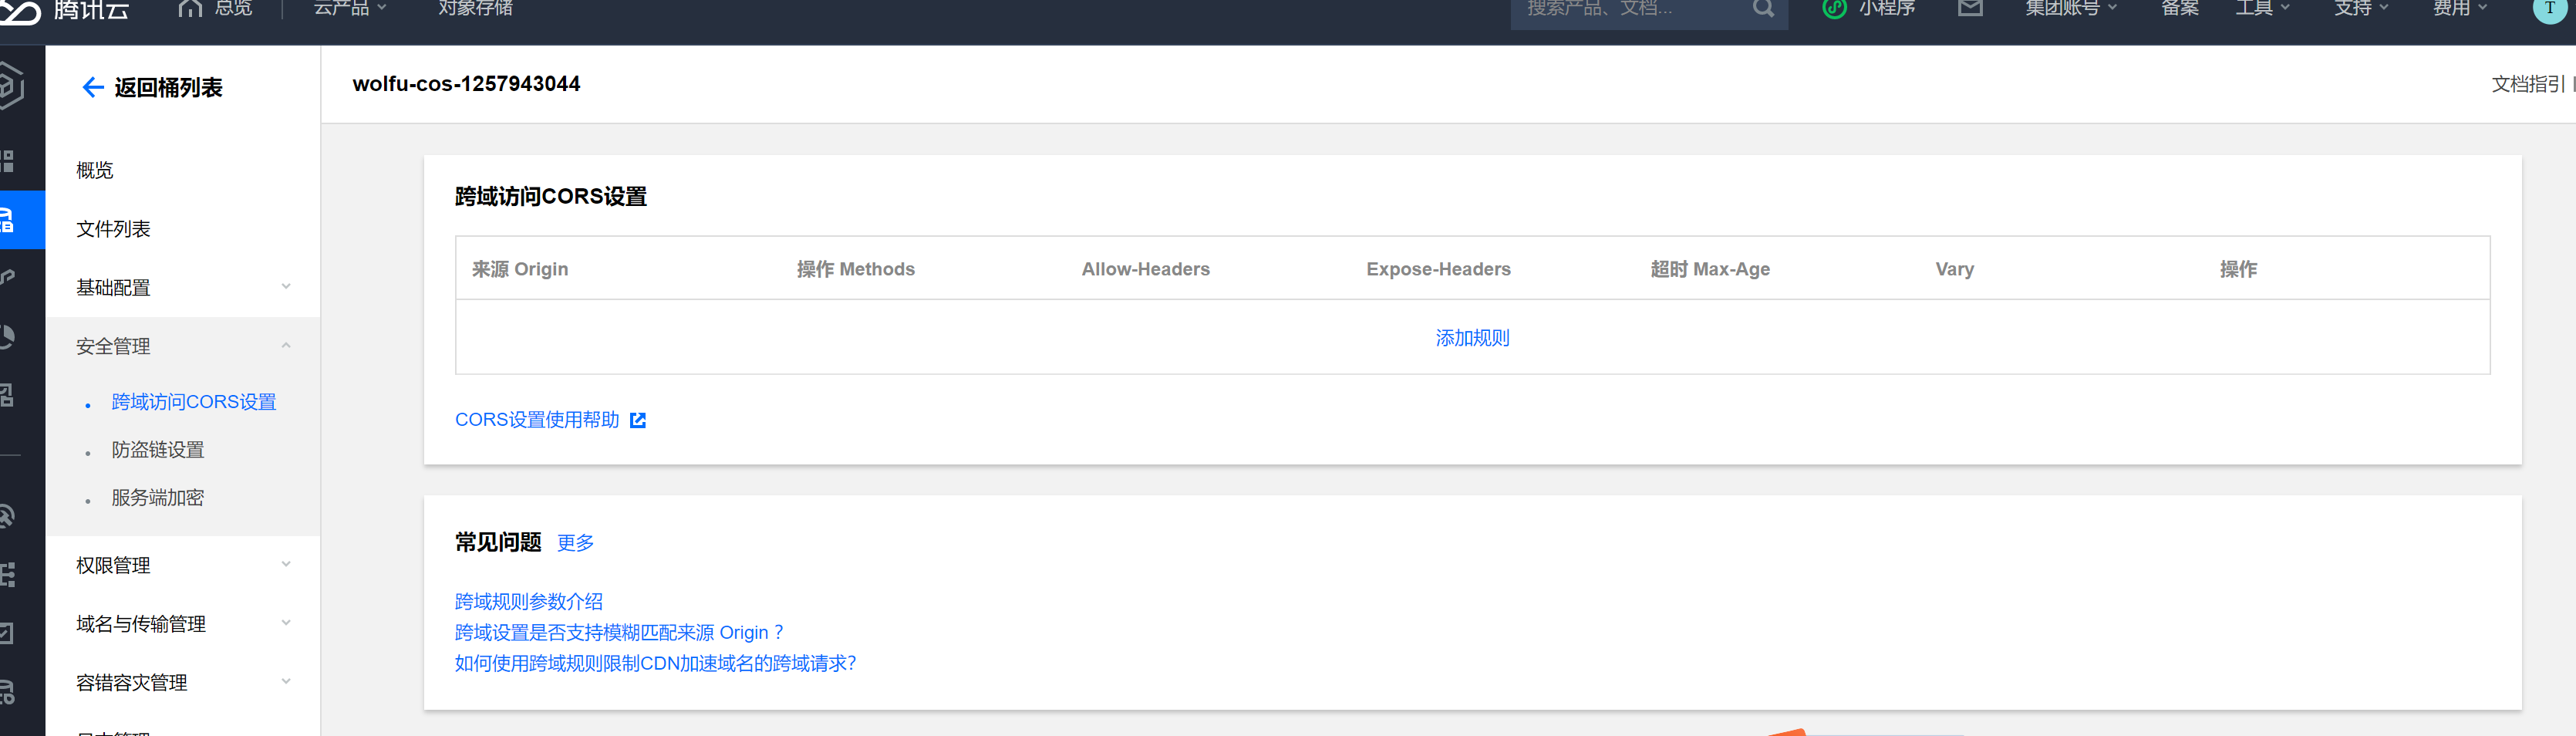 腾讯云
总览
云产品
对象存储
搜索产品、文档...
小程序
集团账号
备案
工具
支持
费用
T
返回桶列表
wolfu-cos-1257943044
文档指引
概览
文件列表
基础配置
安全管理
跨域访问CORS设置
防盗链设置
服务端加密
权限管理
域名与传输管理
容错容灾管理
跨域访问CORS设置
来源 Origin 操作 Methods Allow-Headers Expose-Headers 超时 Max-Age Vary 操作
添加规则
CORS设置使用帮助
常见问题 更多
跨域规则参数介绍
跨域设置是否支持模糊匹配来源 Origin ？
如何使用跨域规则限制CDN加速域名的跨域请求?